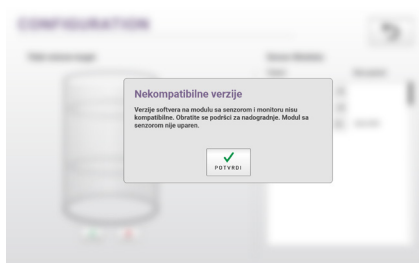 CONFIGURATION
Nekompatibilne verzije
Verzije softvera na modulu sa senzorom i monitoru nisu
kompatibilne. Obratite se podršci za nadogradnje. Modul sa
senzorom nije uparen.
POTVRDI